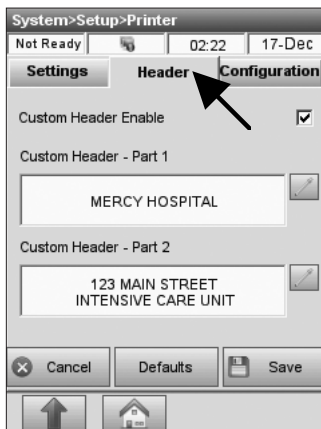 System>Setup>Printer
Not Ready 02:22 17-Dec
Settings Header Configuration
Custom Header Enable
Custom Header - Part 1
MERCY HOSPITAL
Custom Header - Part 2
123 MAIN STREET
INTENSIVE CARE UNIT
Cancel Defaults Save